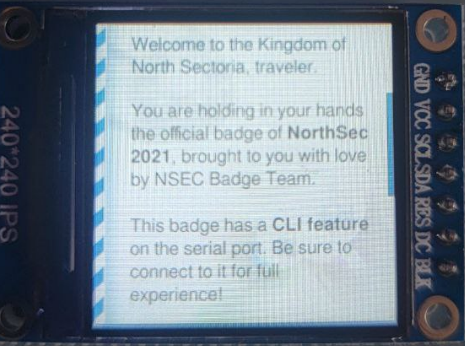 Welcome to the Kingdom of
North Sectoria, traveler.
You are holding in your hands
the official badge of NorthSec
2021, brought to you with love
by NSEC Badge Team.
This badge has a CLI feature
on the serial port. Be sure to
connect to it for full
experience!
240*240 IPS
GND VCC SCL SDA RES DC BLK